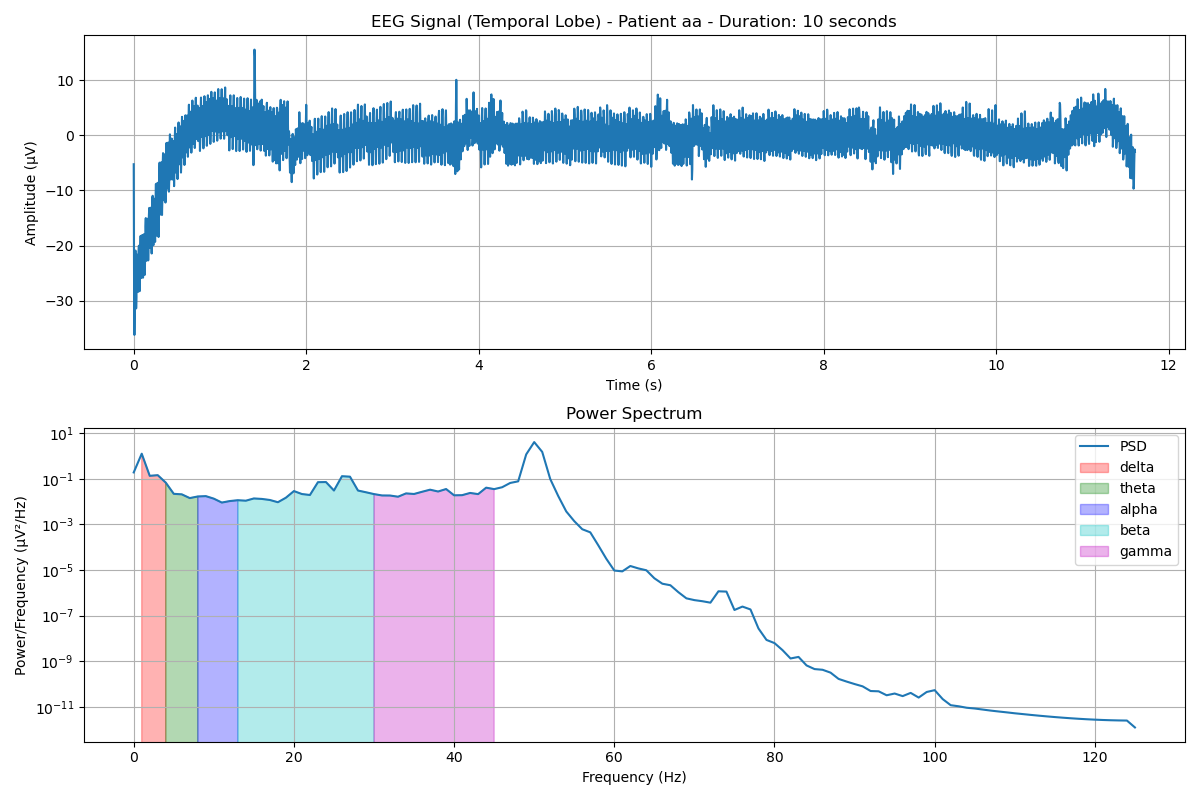 EEG Signal (Temporal Lobe) - Patient aa - Duration: 10 seconds
Amplitude (μV)
10
0
−10
−20
−30
0 2 4 6 8 10 12
Time (s)
Power Spectrum
Power/Frequency (μV²/Hz)
10¹
10⁻¹
10⁻³
10⁻⁵
10⁻⁷
10⁻⁹
10⁻¹¹
PSD
delta
theta
alpha
beta
gamma
0 20 40 60 80 100 120
Frequency (Hz)